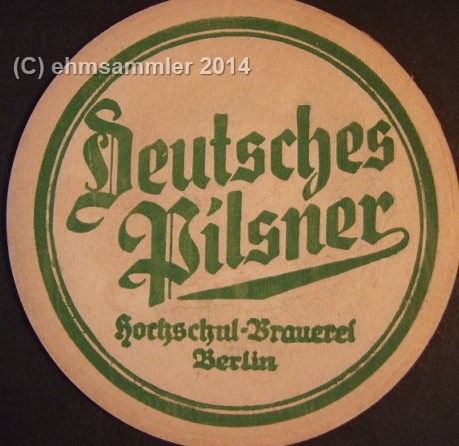 (C) ehmsammler 2014
Deutsches
Pilsner
Hochschul-Brauerei
Berlin